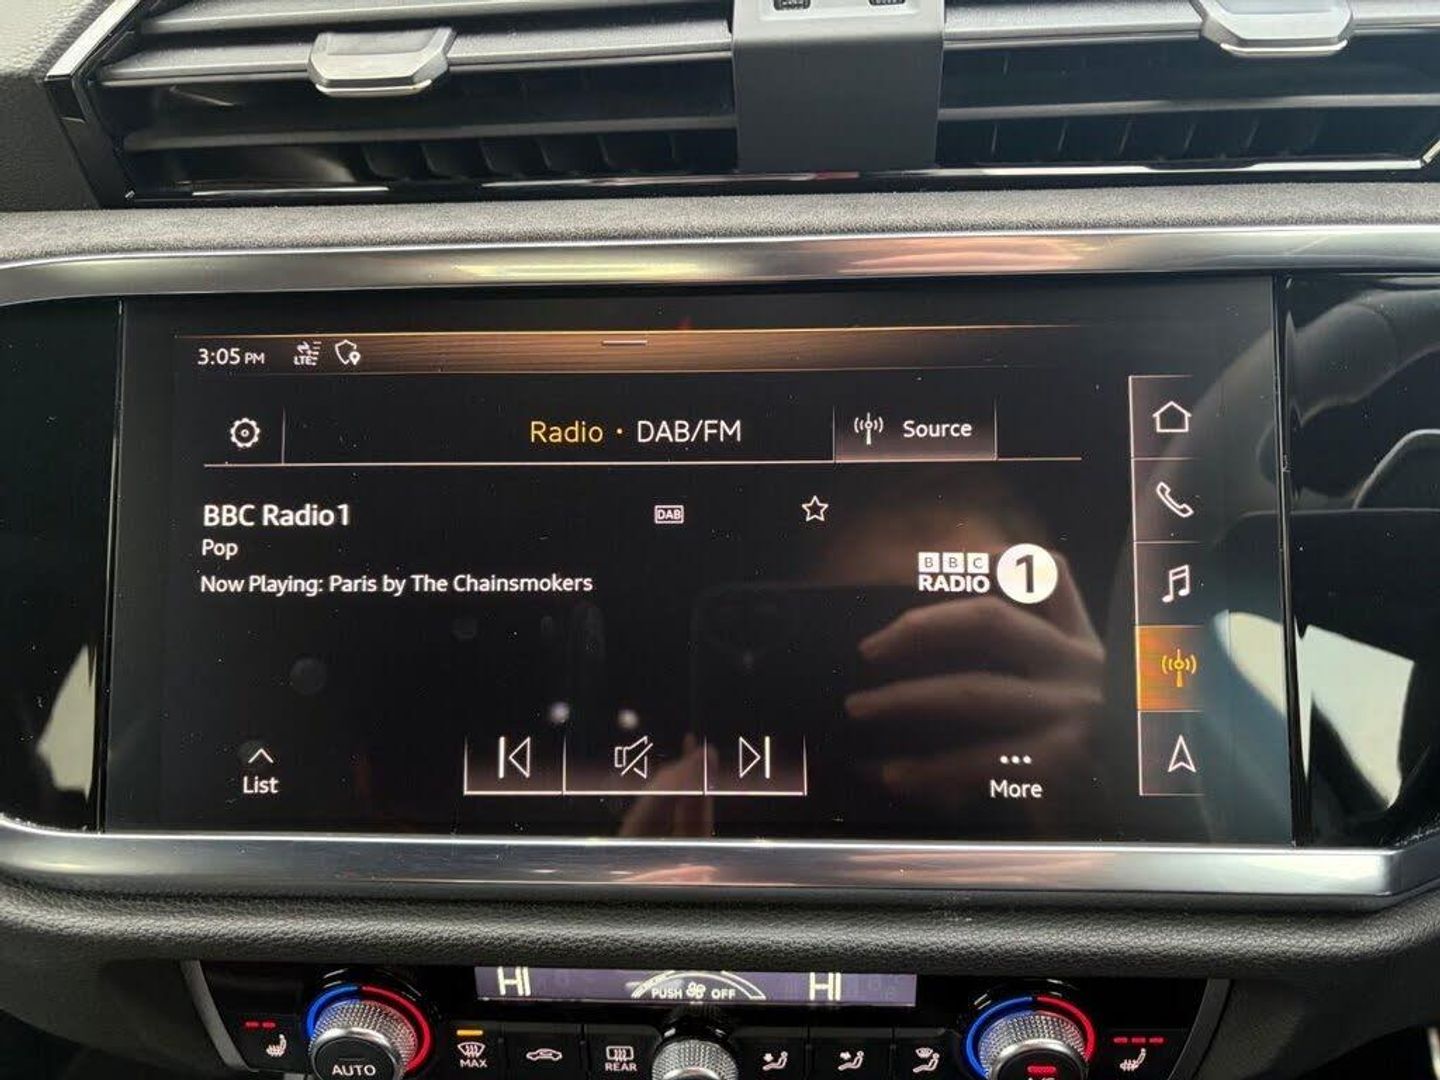 3:05 PM
LTE
Radio · DAB/FM
Source
BBC Radio 1
DAB
Pop
Now Playing: Paris by The Chainsmokers
BBC
RADIO 1
List
More
HI
PUSH OFF
HI
AUTO
MAX
REAR